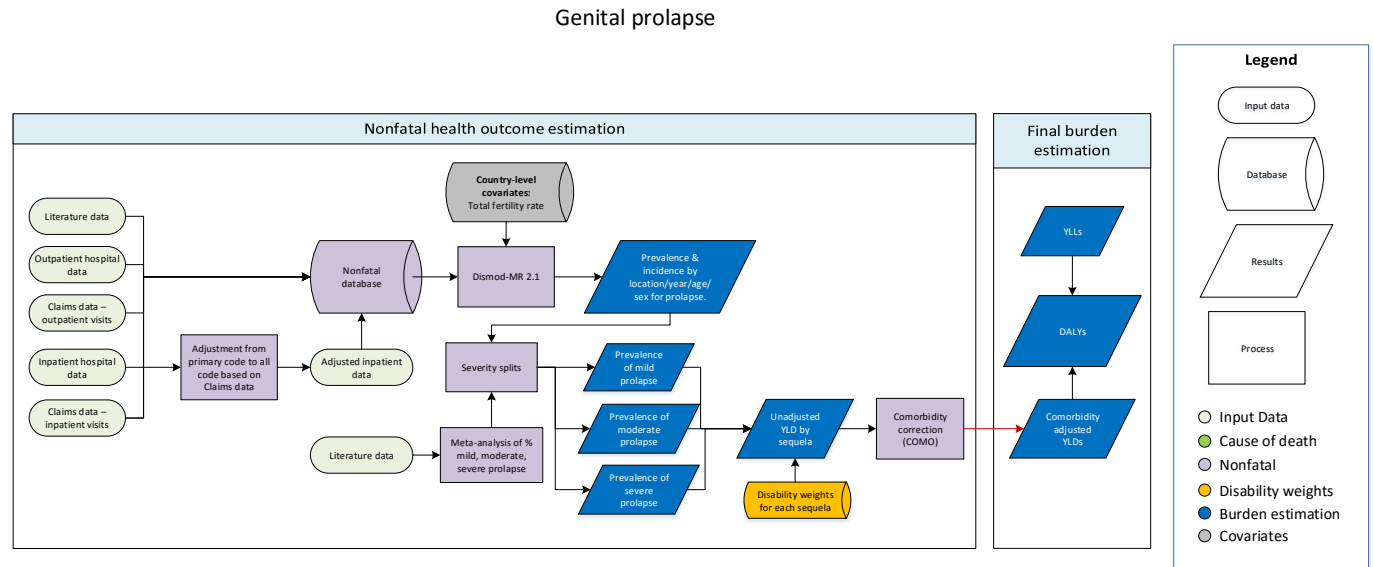 Genital prolapse
Nonfatal health outcome estimation
Final burden
estimation
Legend
Input data
Database
Results
Process
Input Data
Cause of death
Nonfatal
Disability weights
Burden estimation
Covariates
Country-level
covariates:
Total fertility rate
Literature data
Outpatient hospital
data
Claims data –
outpatient visits
Inpatient hospital
data
Claims data –
inpatient visits
Adjustment from
primary code to all
code based on
Claims data
Adjusted inpatient
data
Nonfatal
database
Dismod-MR 2.1
Prevalence &
incidence by
location/year/age/
sex for prolapse.
Severity splits
Literature data
Meta-analysis of %
mild, moderate,
severe prolapse
Prevalence
of mild
prolapse
Prevalence of
moderate
prolapse
Prevalence of
severe
prolapse
Unadjusted
YLD by
sequela
Disability weights
for each sequela
Comorbidity
correction
(COMO)
YLLs
DALYs
Comorbidity
adjusted
YLDs